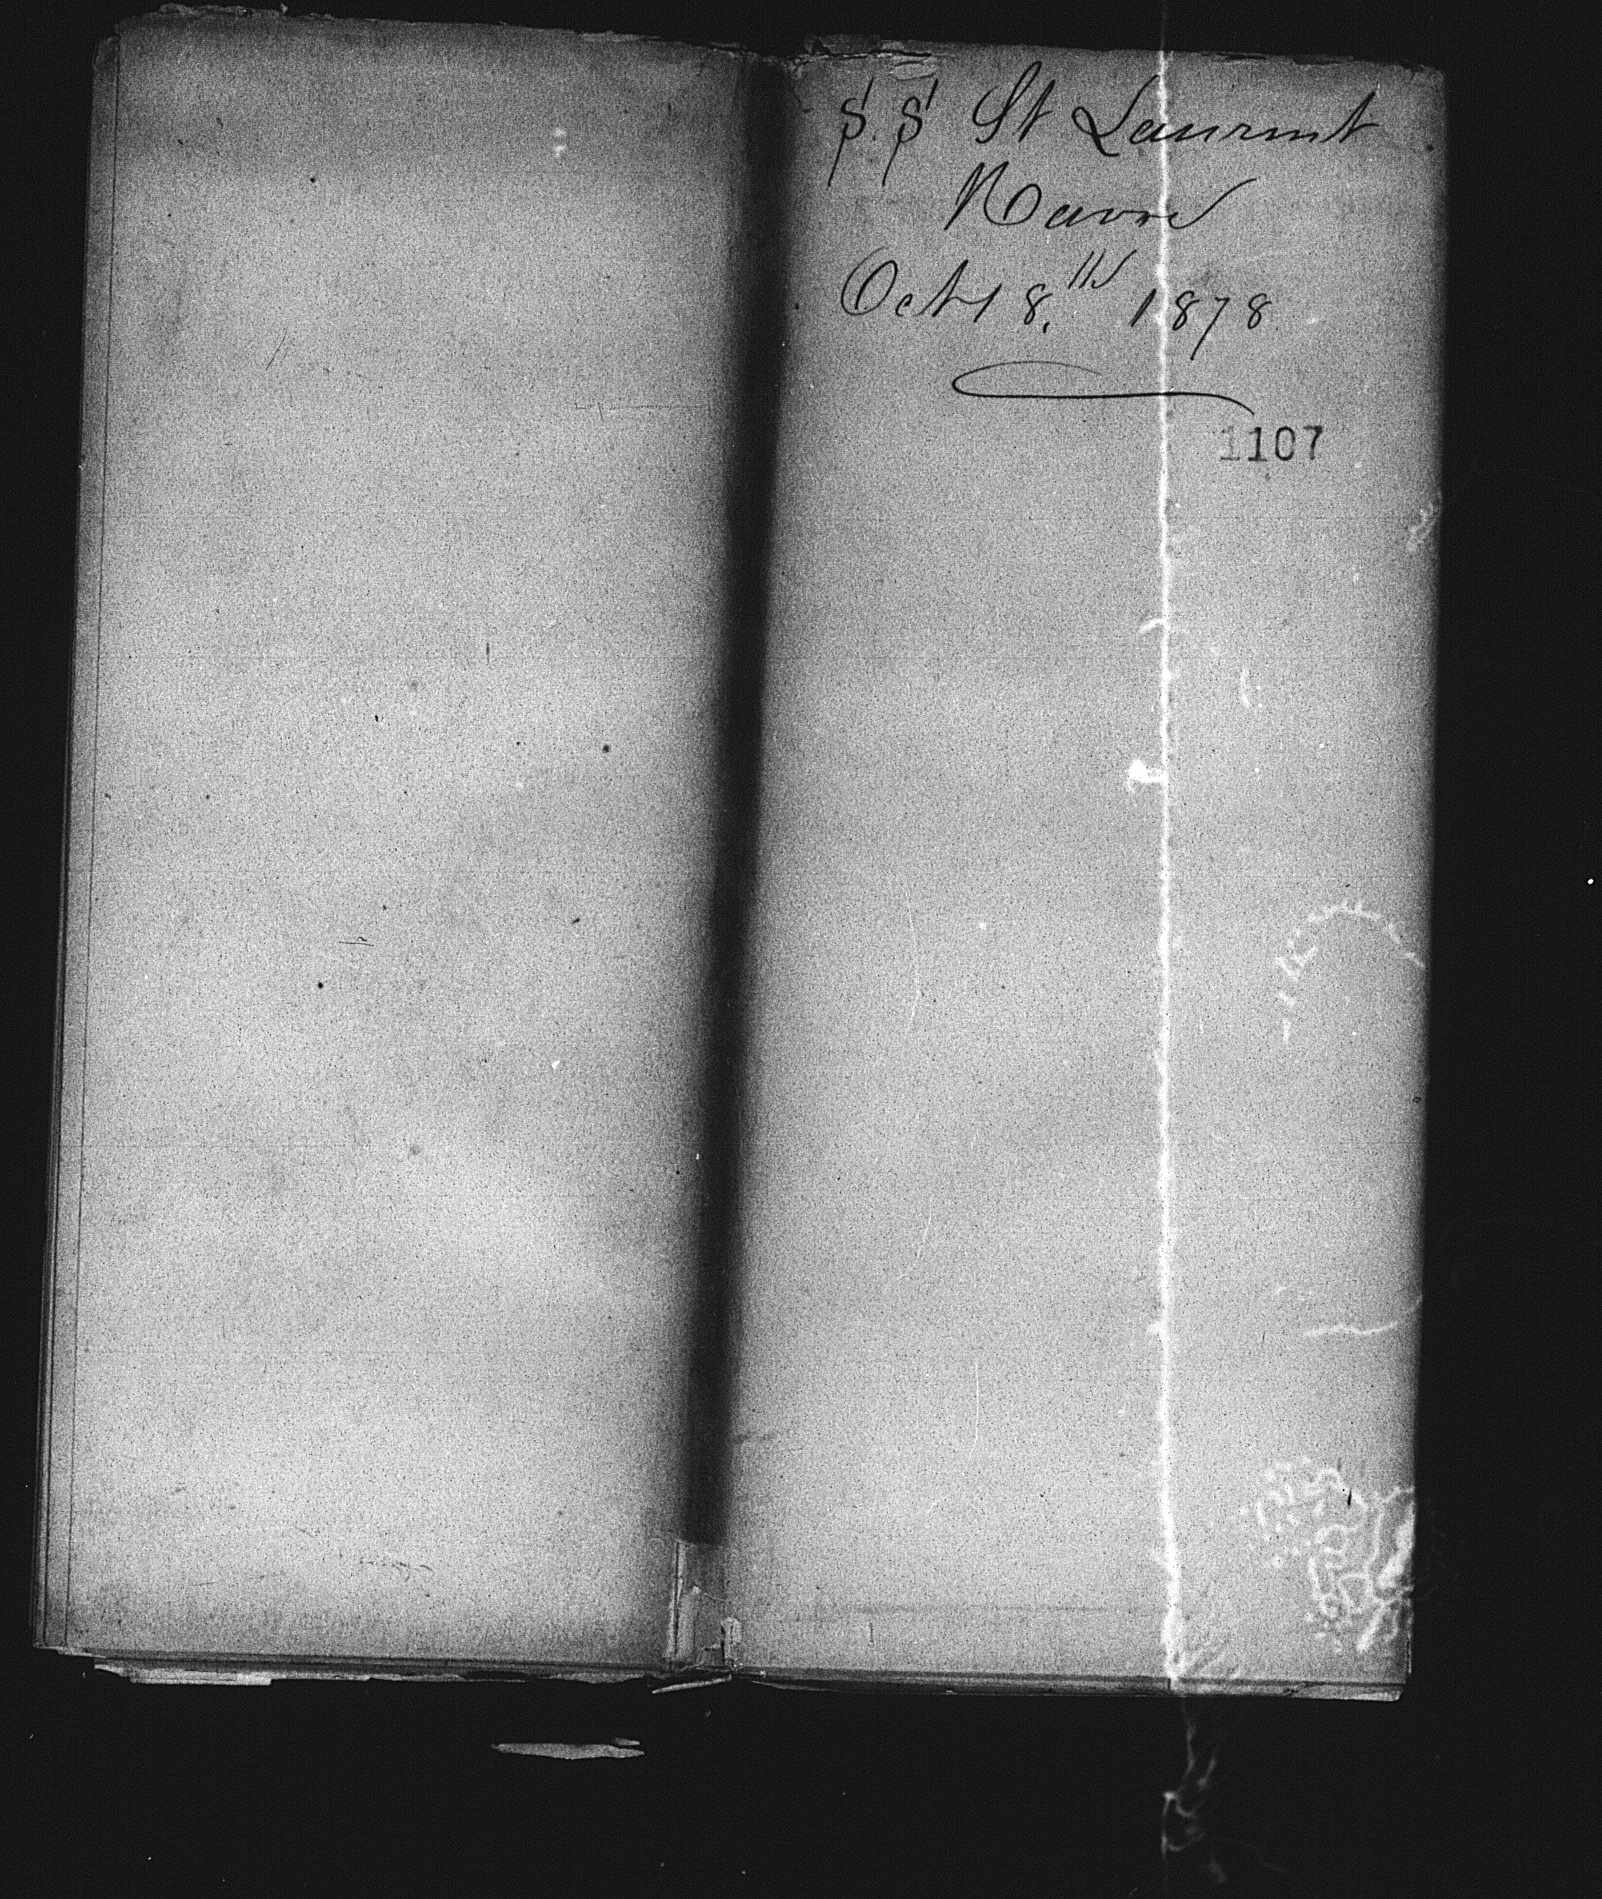 S.S St Laurent
Havre
Oct 18.th 1878
1107